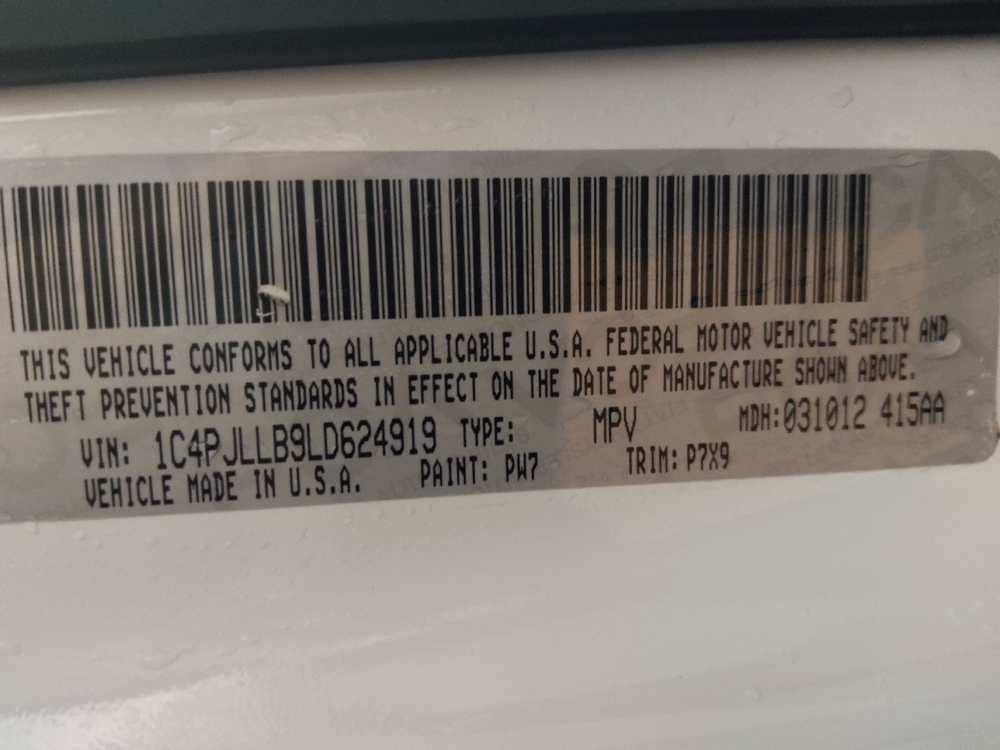 THIS VEHICLE CONFORMS TO ALL APPLICABLE U.S.A. FEDERAL MOTOR VEHICLE SAFETY AND
THEFT PREVENTION STANDARDS IN EFFECT ON THE DATE OF MANUFACTURE SHOWN ABOVE.
VIN: 1C4PJLLB9LD624919 TYPE: MPV MDH:031012 415AA
VEHICLE MADE IN U.S.A. PAINT: PW7 TRIM: P7X9